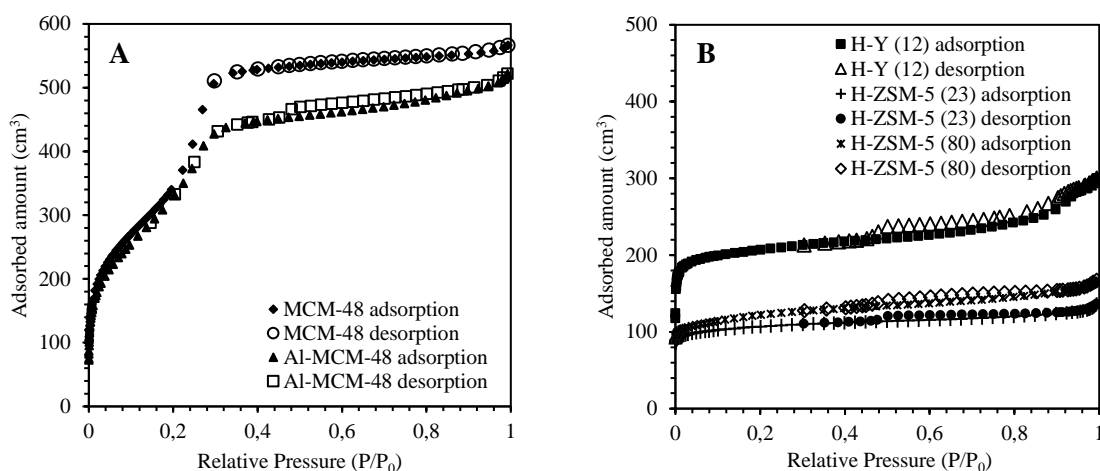 A
Adsorbed amount (cm³)
600
500
400
300
200
100
0
0
0,2
0,4
0,6
0,8
1
Relative Pressure (P/P₀)
MCM-48 adsorption
MCM-48 desorption
Al-MCM-48 adsorption
Al-MCM-48 desorption
B
Adsorbed amount (cm³)
500
400
300
200
100
0
0
0,2
0,4
0,6
0,8
1
Relative Pressure (P/P₀)
H-Y (12) adsorption
H-Y (12) desorption
H-ZSM-5 (23) adsorption
H-ZSM-5 (23) desorption
H-ZSM-5 (80) adsorption
H-ZSM-5 (80) desorption